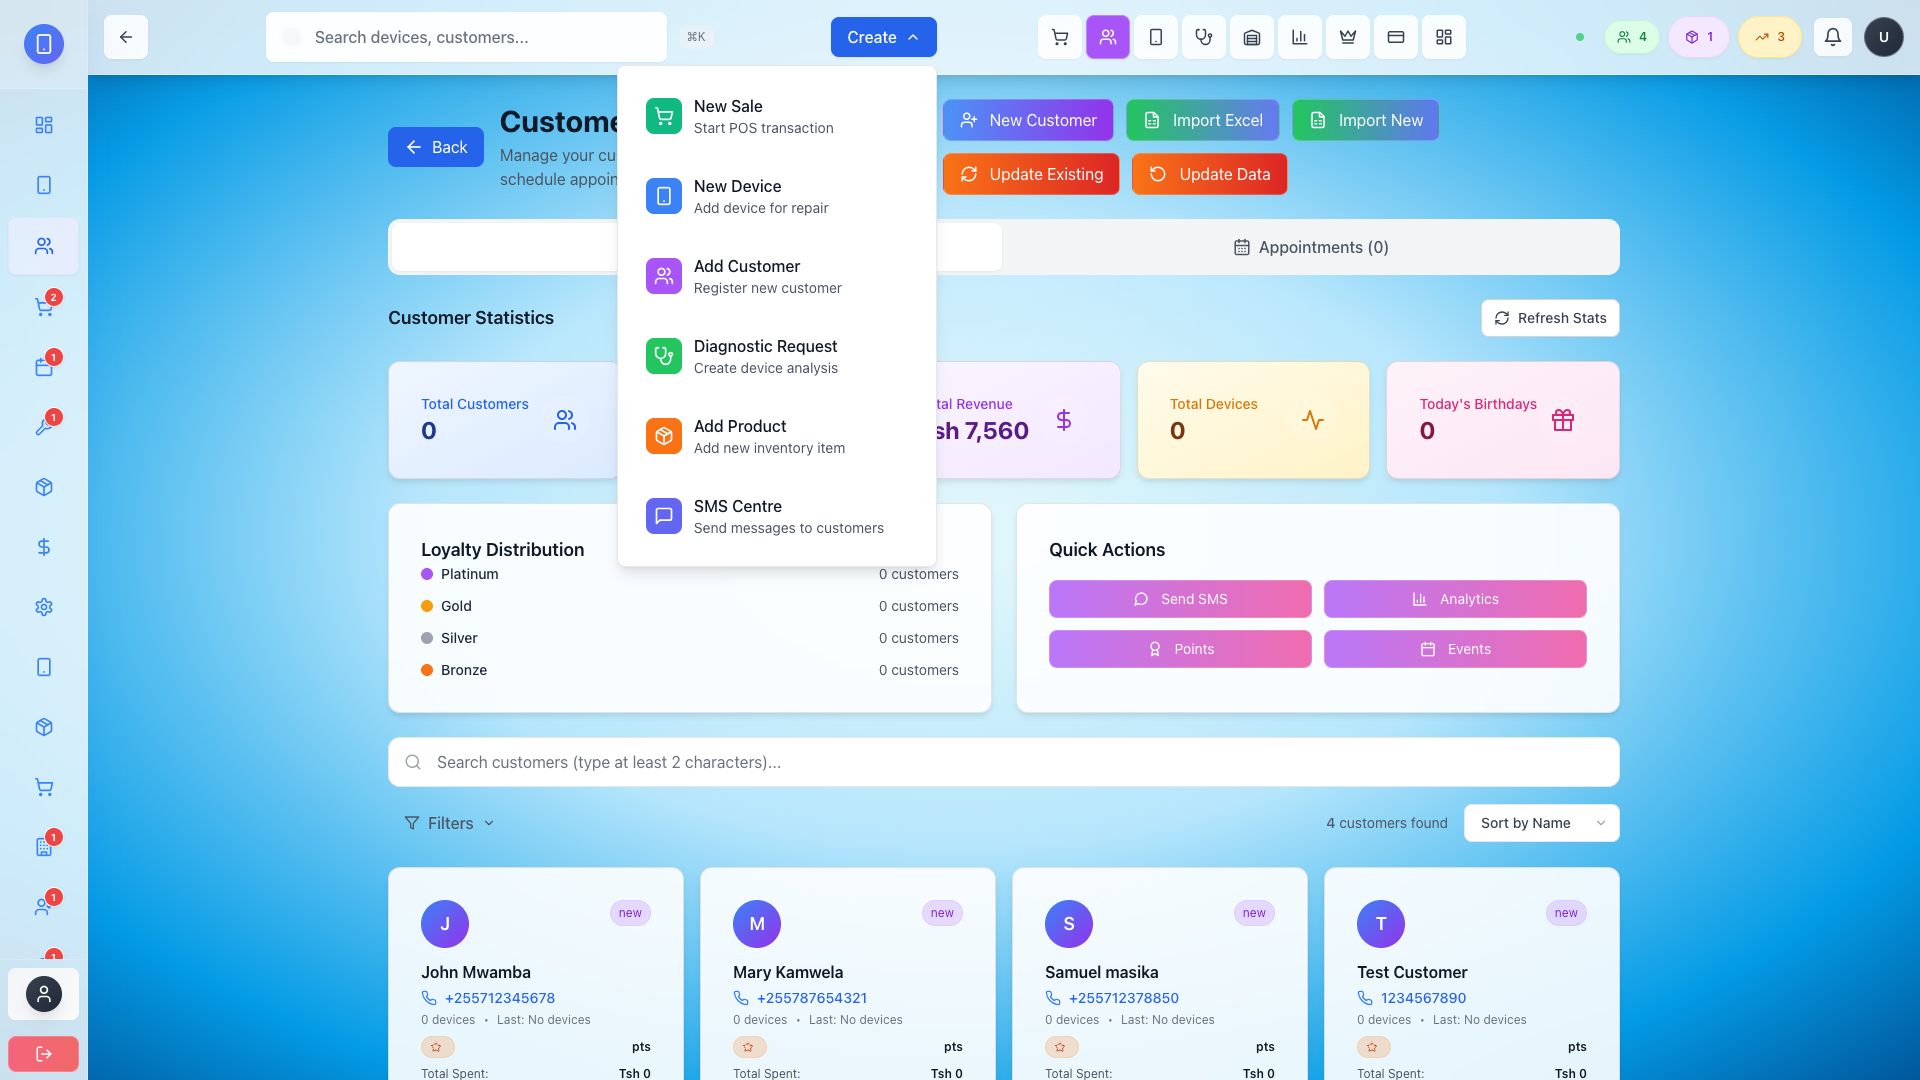 Search devices, customers...
⌘K
Create
4
1
3
U
New Sale
Start POS transaction
New Device
Add device for repair
Add Customer
Register new customer
Diagnostic Request
Create device analysis
Add Product
Add new inventory item
SMS Centre
Send messages to customers
Back
Custome
Manage your cu
schedule appoin
New Customer
Import Excel
Import New
Update Existing
Update Data
Appointments (0)
Customer Statistics
Refresh Stats
Total Customers
0
tal Revenue
sh 7,560
Total Devices
0
Today's Birthdays
0
Loyalty Distribution
Platinum
0 customers
Gold
0 customers
Silver
0 customers
Bronze
0 customers
Quick Actions
Send SMS
Analytics
Points
Events
Search customers (type at least 2 characters)...
Filters
4 customers found
Sort by Name
J
new
John Mwamba
+255712345678
0 devices • Last: No devices
pts
Total Spent:
Tsh 0
M
new
Mary Kamwela
+255787654321
0 devices • Last: No devices
pts
Total Spent:
Tsh 0
S
new
Samuel masika
+255712378850
0 devices • Last: No devices
pts
Total Spent:
Tsh 0
T
new
Test Customer
1234567890
0 devices • Last: No devices
pts
Total Spent:
Tsh 0
2
1
1
1
1
1